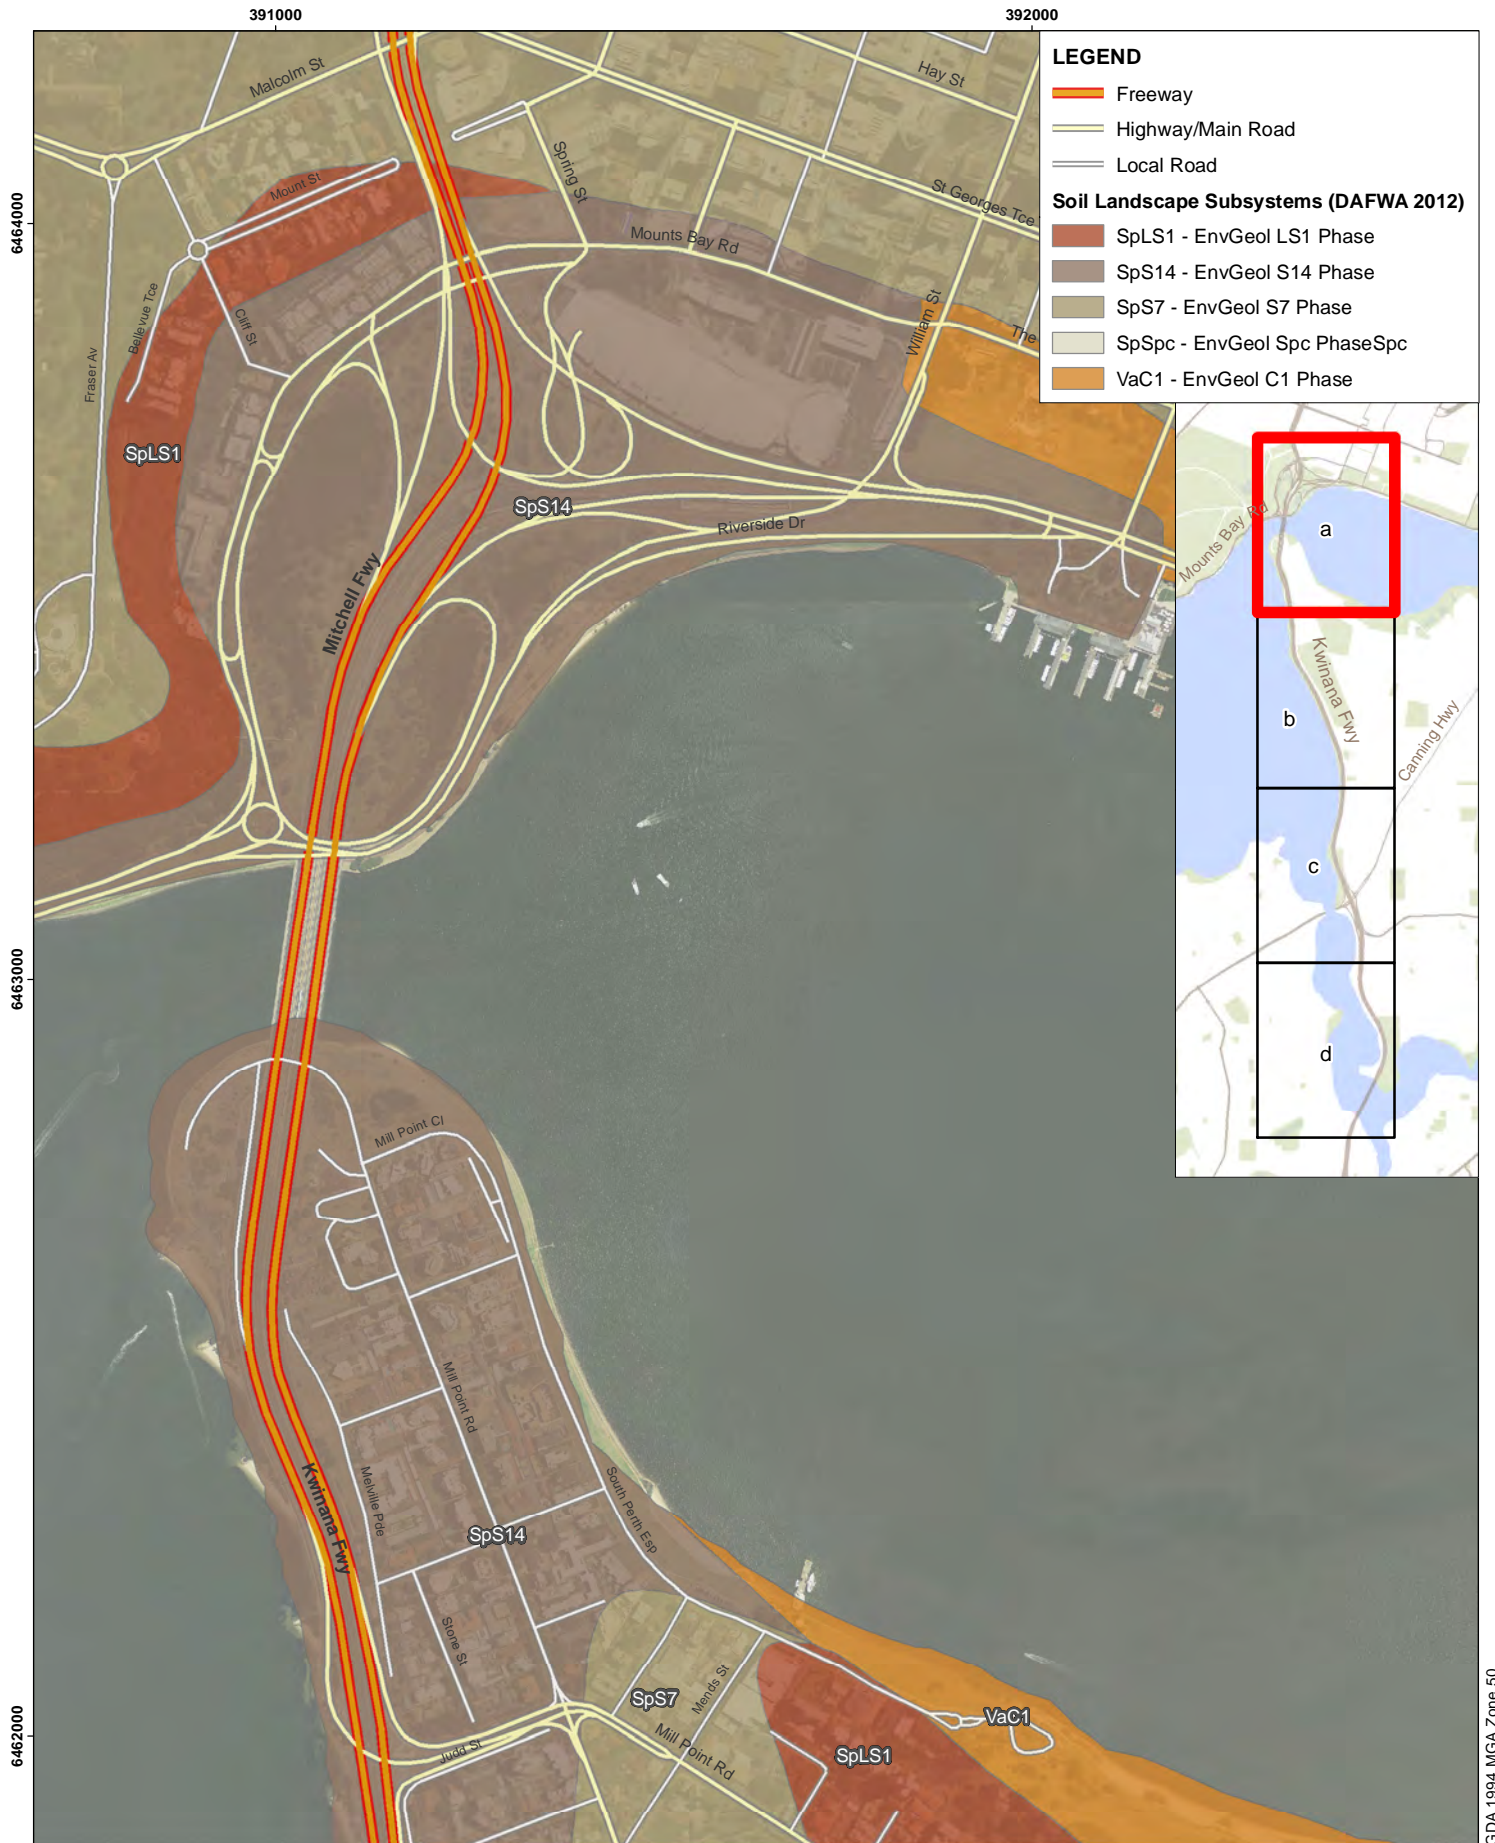 391000
392000
6464000
6463000
6462000
LEGEND
Freeway
Highway/Main Road
Local Road
Soil Landscape Subsystems (DAFWA 2012)
SpLS1 - EnvGeol LS1 Phase
SpS14 - EnvGeol S14 Phase
SpS7 - EnvGeol S7 Phase
SpSpc - EnvGeol Spc PhaseSpc
VaC1 - EnvGeol C1 Phase
Malcolm St
Hay St
Spring St
Mount St
St Georges Tce
Mounts Bay Rd
Bellevue Tce
Cliff St
William St
The
Fraser Av
SpLS1
SpS14
Riverside Dr
Mitchell Fwy
Mounts Bay Rd
a
Kwinana Fwy
b
Canning Hwy
c
d
Mill Point Cl
Mill Point Rd
Kwinana Fwy
Melville Pde
South Perth Esp
SpS14
Stone St
SpS7
Mends St
VaC1
Mill Point Rd
Judd St
SpLS1
GDA 1994 MGA Zone 50